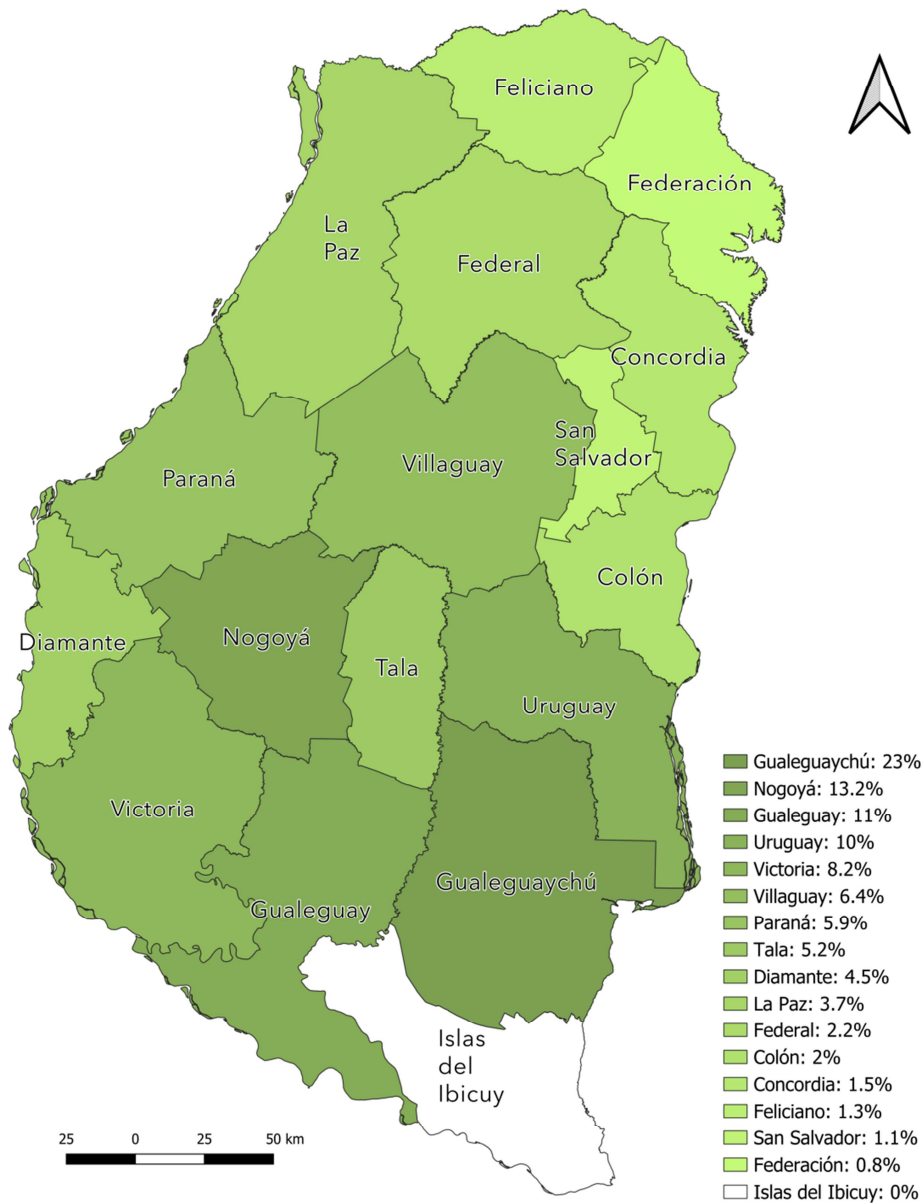 Feliciano
Federación
La
Paz
Federal
Concordia
San
Salvador
Villaguay
Paraná
Colón
Nogoyá
Diamante
Tala
Uruguay
Victoria
Gualeguaychú
Gualeguay
Islas
del
Ibicuy
Gualeguaychú: 23%
Nogoyá: 13.2%
Gualeguay: 11%
Uruguay: 10%
Victoria: 8.2%
Villaguay: 6.4%
Paraná: 5.9%
Tala: 5.2%
Diamante: 4.5%
La Paz: 3.7%
Federal: 2.2%
Colón: 2%
Concordia: 1.5%
Feliciano: 1.3%
San Salvador: 1.1%
Federación: 0.8%
Islas del Ibicuy: 0%
25 0 25 50 km